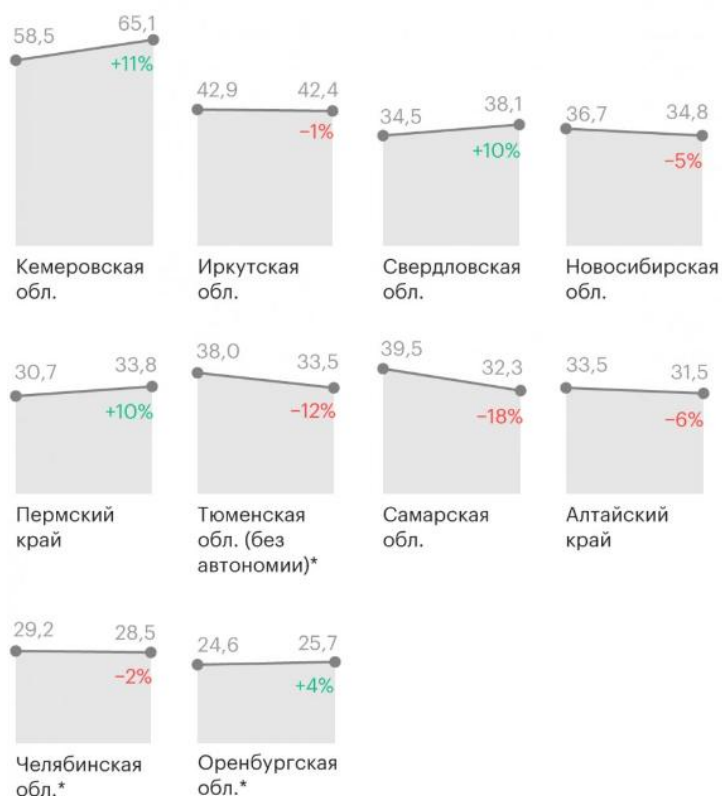 58,5 65,1
+11%
Кемеровская
обл.
42,9 42,4
−1%
Иркутская
обл.
34,5 38,1
+10%
Свердловская
обл.
36,7 34,8
−5%
Новосибирская
обл.
30,7 33,8
+10%
Пермский
край
38,0 33,5
−12%
Тюменская
обл. (без
автономии)*
39,5 32,3
−18%
Самарская
обл.
33,5 31,5
−6%
Алтайский
край
29,2 28,5
−2%
Челябинская
обл.*
24,6 25,7
+4%
Оренбургская
обл.*